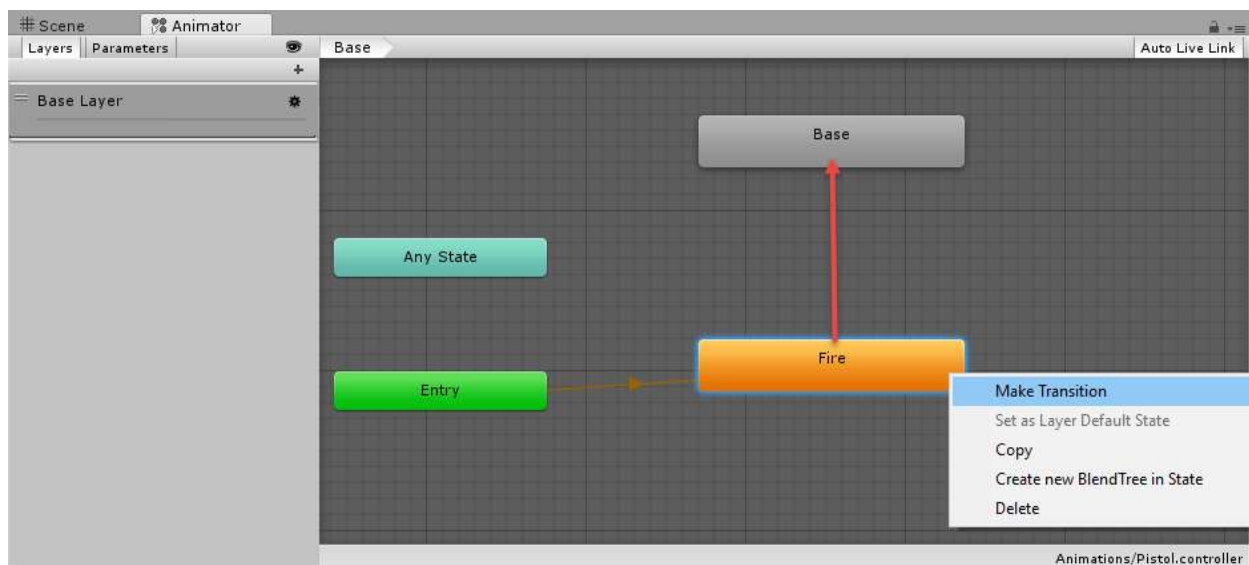 Scene Animator
Layers Parameters Base Auto Live Link
Base Layer
Base
Any State
Fire
Entry
Make Transition
Set as Layer Default State
Copy
Create new BlendTree in State
Delete
Animations/Pistol.controller